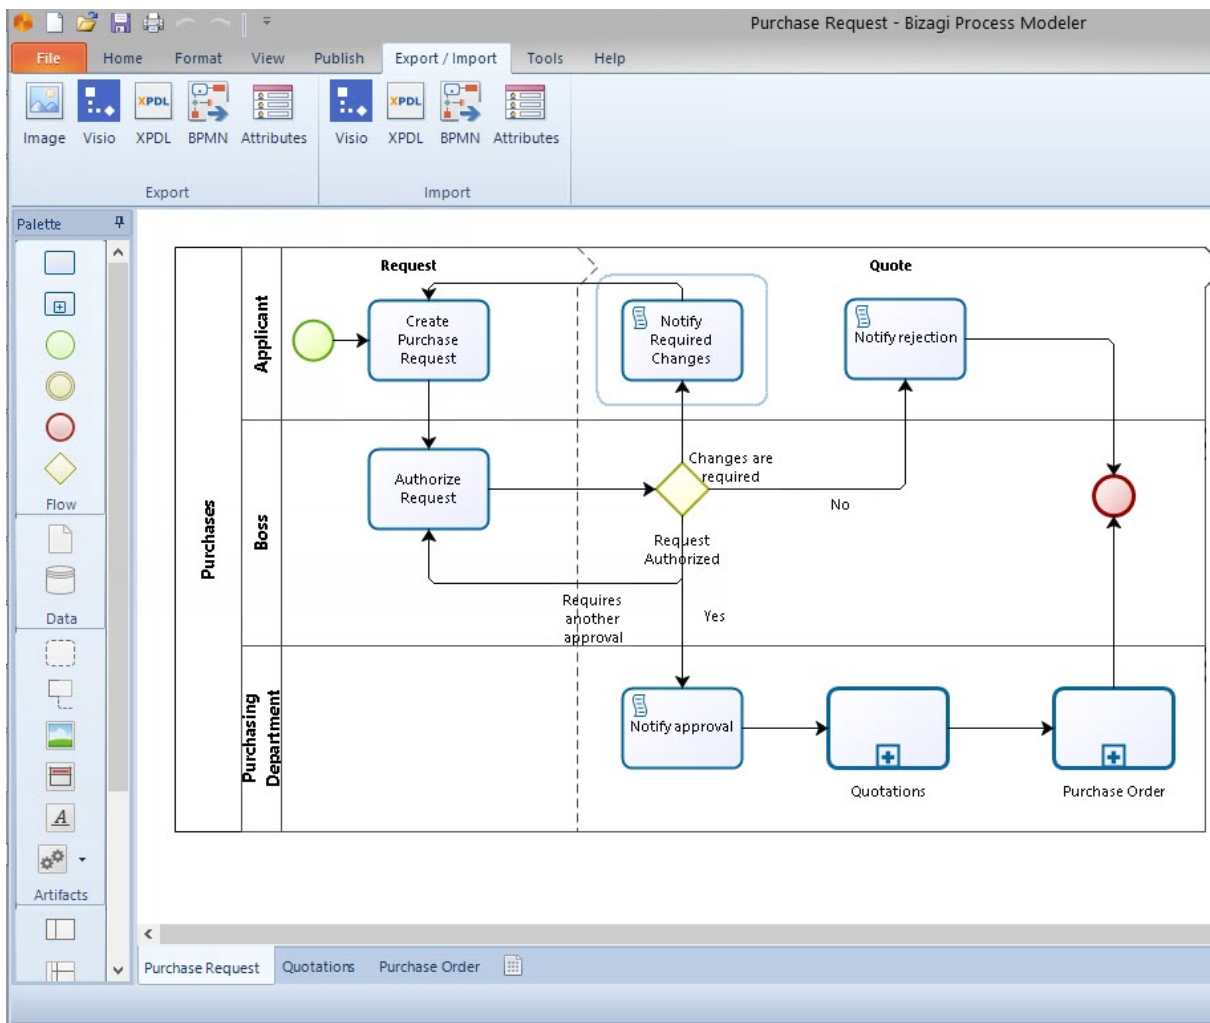 Purchase Request - Bizagi Process Modeler
File Home Format View Publish Export / Import Tools Help
XPDL XPDL
Image Visio XPDL BPMN Attributes Visio XPDL BPMN Attributes
Export Import
Palette
Flow
Data
A
Artifacts
Purchases
Applicant
Boss
Purchasing
Department
Request
Quote
Create
Purchase
Request
Notify
Required
Changes
Notify rejection
Authorize
Request
Changes are
required
No
Request
Authorized
Requires
another
approval
Yes
Notify approval
Quotations
Purchase Order
Purchase Request Quotations Purchase Order